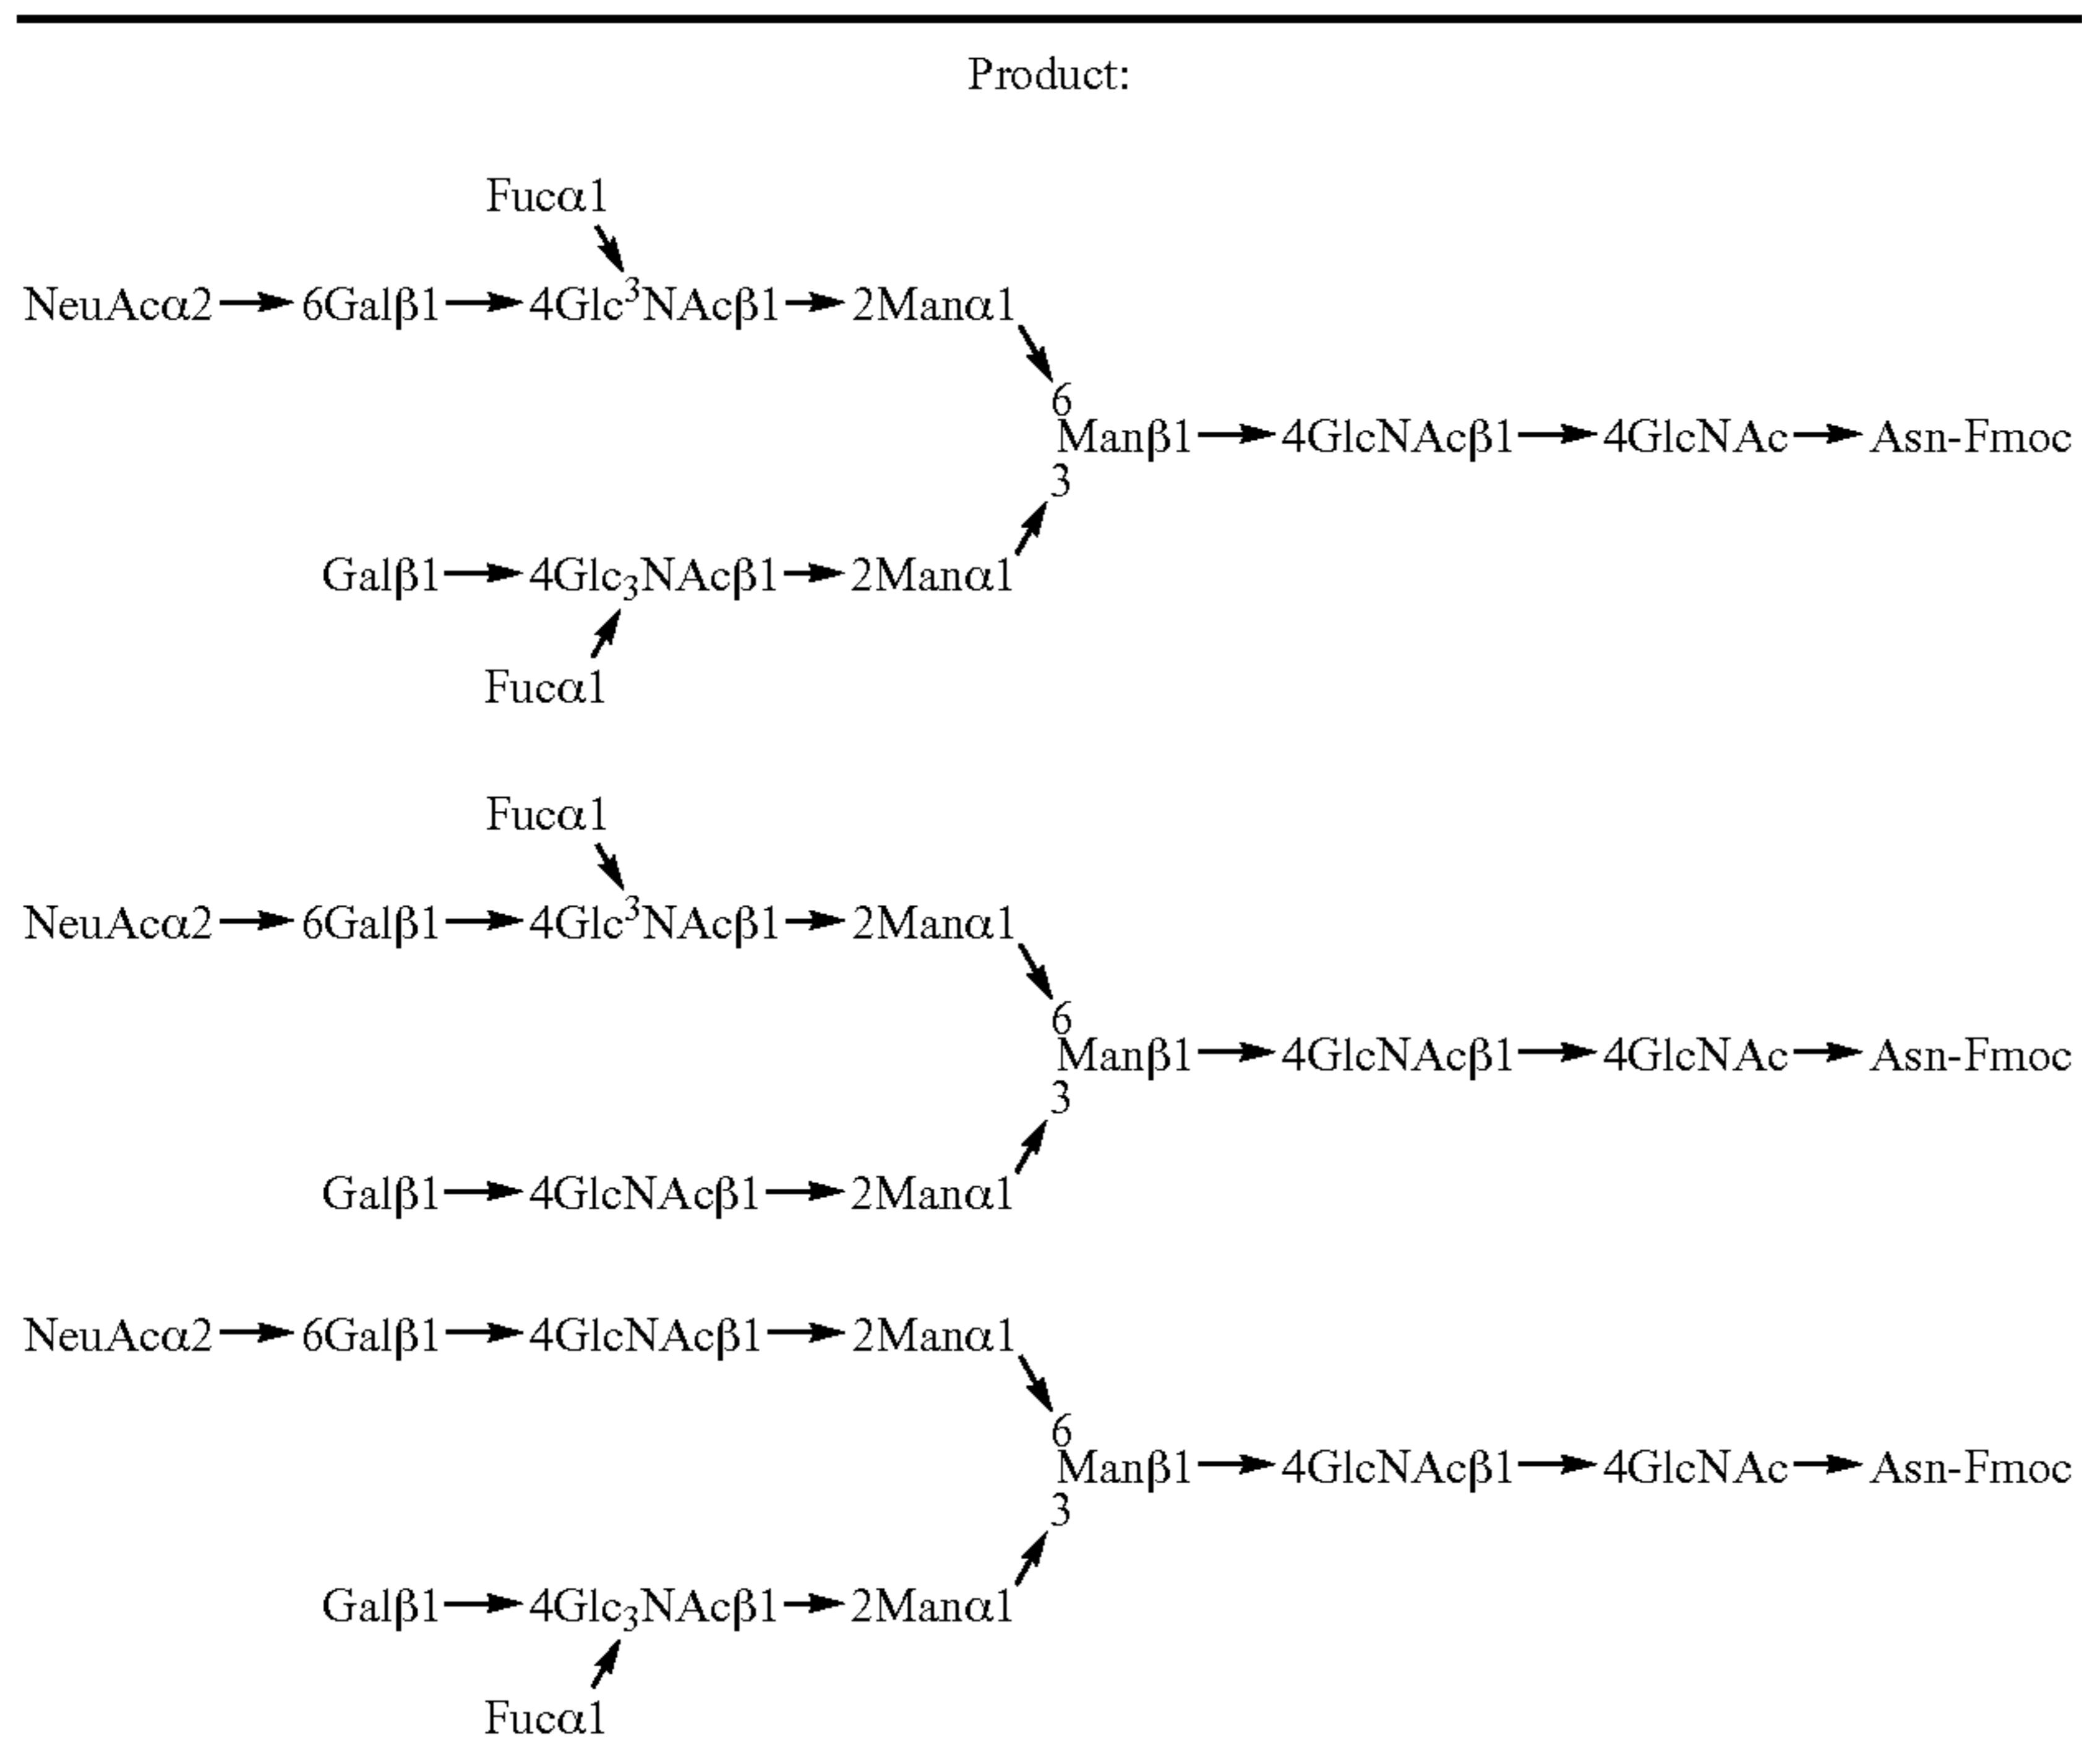 Product:
Fucα1
NeuAcα2 → 6Galβ1 → 4Glc³NAcβ1 → 2Manα1
6
Manβ1 → 4GlcNAcβ1 → 4GlcNAc → Asn-Fmoc
3
Galβ1 → 4Glc₃NAcβ1 → 2Manα1
Fucα1
Fucα1
NeuAcα2 → 6Galβ1 → 4Glc³NAcβ1 → 2Manα1
6
Manβ1 → 4GlcNAcβ1 → 4GlcNAc → Asn-Fmoc
3
Galβ1 → 4GlcNAcβ1 → 2Manα1
NeuAcα2 → 6Galβ1 → 4GlcNAcβ1 → 2Manα1
6
Manβ1 → 4GlcNAcβ1 → 4GlcNAc → Asn-Fmoc
3
Galβ1 → 4Glc₃NAcβ1 → 2Manα1
Fucα1